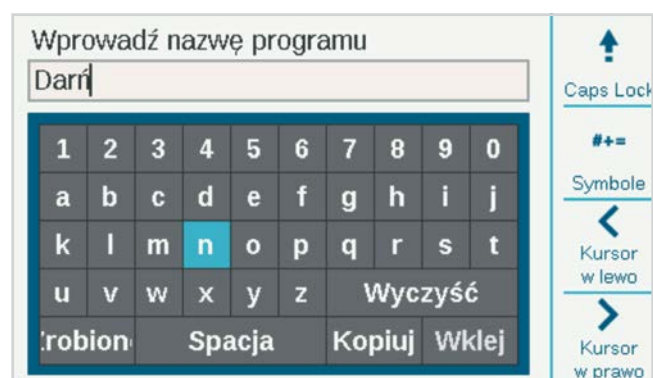 Wprowadź nazwę programu
Darń
1 2 3 4 5 6 7 8 9 0
a b c d e f g h i j
k l m n o p q r s t
u v w x y z Wyczyść
Spacja Kopiuj Wklej
Caps Lock
#+=
Symbole
Kursor
w lewo
Kursor
w prawo